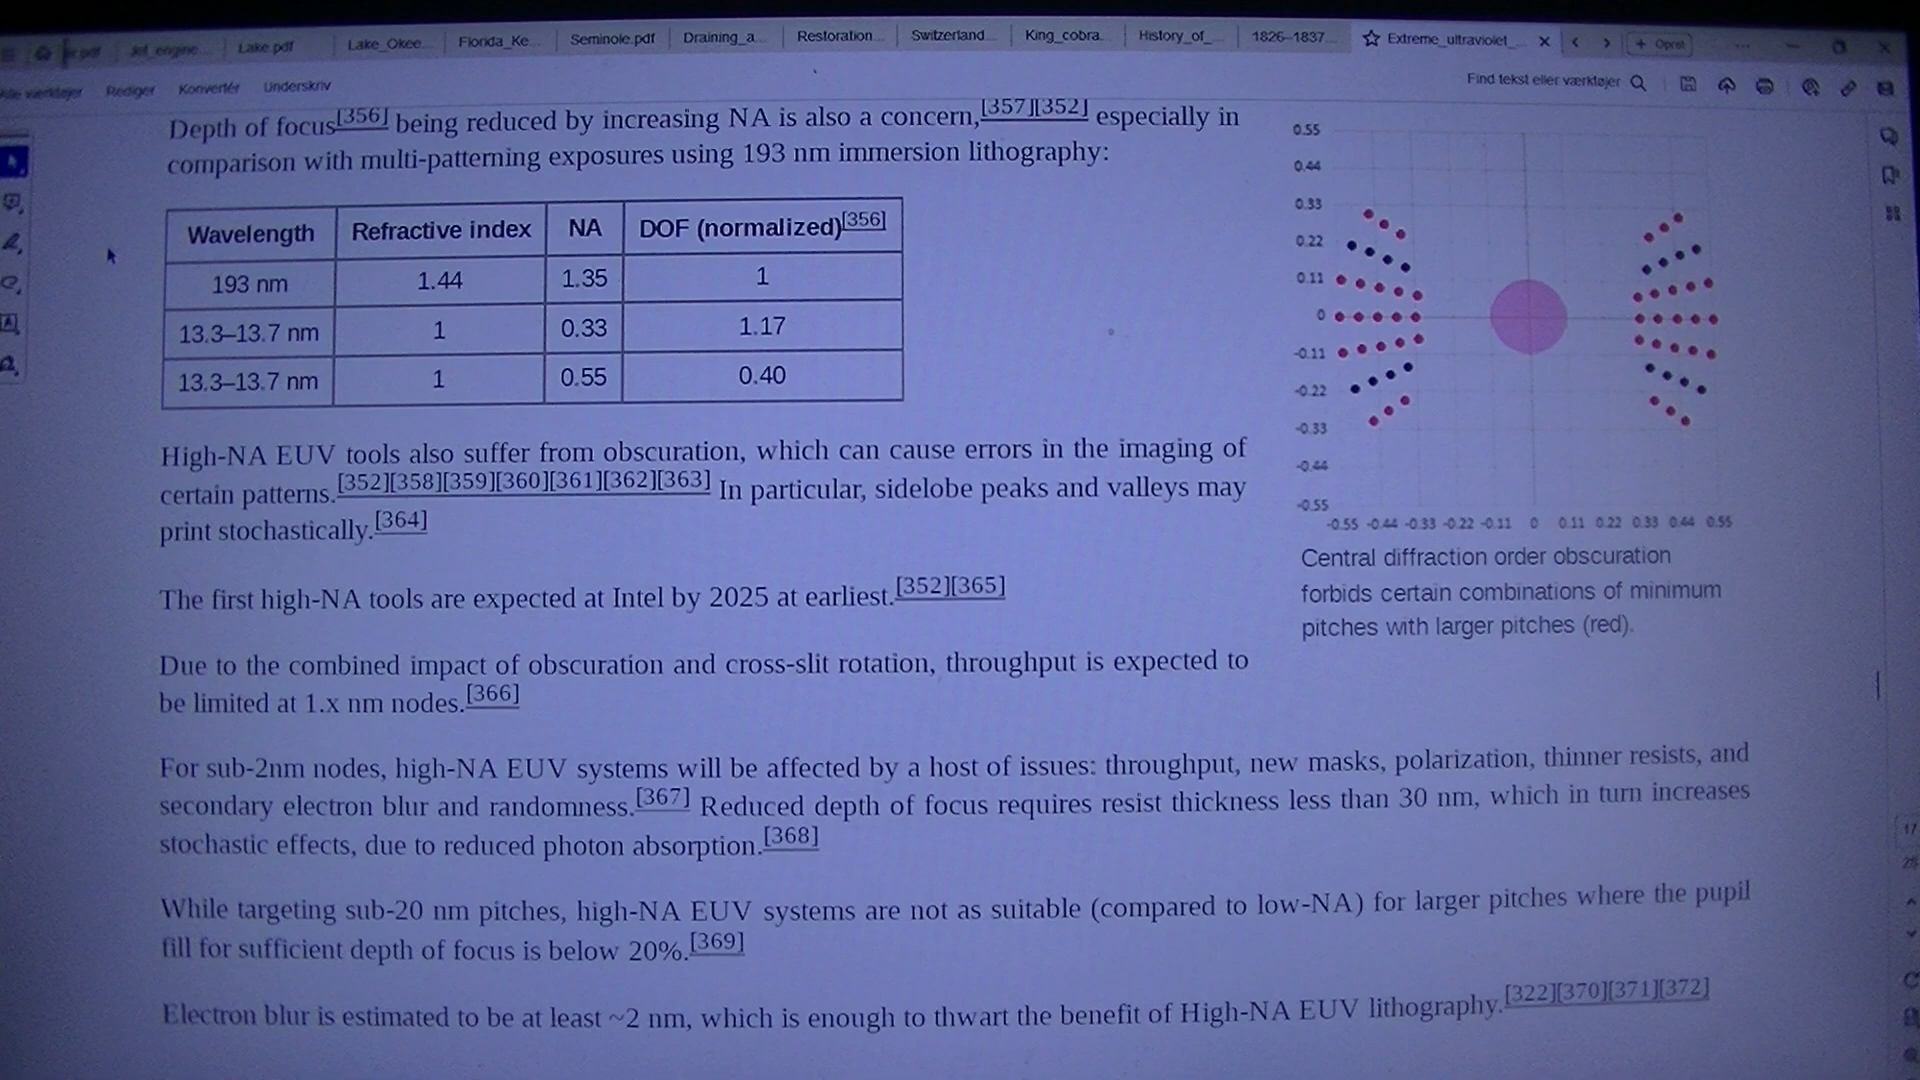 Jet_engine...
Lake.pdf
Lake_Okee...
Florida_Ke...
Seminole.pdf
Draining_a...
Restoration...
Switzerland...
King_cobra...
History_of_...
1826–1837...
Extreme_ultraviolet_...
+ Opret
Alle værktøjer
Rediger
Konvertér
Underskriv
Find tekst eller værktøjer
Depth of focus[356] being reduced by increasing NA is also a concern,[357][352] especially in
comparison with multi-patterning exposures using 193 nm immersion lithography:
Wavelength Refractive index NA DOF (normalized)[356]
193 nm 1.44 1.35 1
13.3–13.7 nm 1 0.33 1.17
13.3–13.7 nm 1 0.55 0.40
High-NA EUV tools also suffer from obscuration, which can cause errors in the imaging of
certain patterns.[352][358][359][360][361][362][363] In particular, sidelobe peaks and valleys may
print stochastically.[364]
The first high-NA tools are expected at Intel by 2025 at earliest.[352][365]
Due to the combined impact of obscuration and cross-slit rotation, throughput is expected to
be limited at 1.x nm nodes.[366]
0.55
0.44
0.33
0.22
0.11
0
-0.11
-0.22
-0.33
-0.44
-0.55
-0.55 -0.44 -0.33 -0.22 -0.11 0 0.11 0.22 0.33 0.44 0.55
Central diffraction order obscuration
forbids certain combinations of minimum
pitches with larger pitches (red).
For sub-2nm nodes, high-NA EUV systems will be affected by a host of issues: throughput, new masks, polarization, thinner resists, and
secondary electron blur and randomness.[367] Reduced depth of focus requires resist thickness less than 30 nm, which in turn increases
stochastic effects, due to reduced photon absorption.[368]
While targeting sub-20 nm pitches, high-NA EUV systems are not as suitable (compared to low-NA) for larger pitches where the pupil
fill for sufficient depth of focus is below 20%.[369]
Electron blur is estimated to be at least ~2 nm, which is enough to thwart the benefit of High-NA EUV lithography.[322][370][371][372]
17